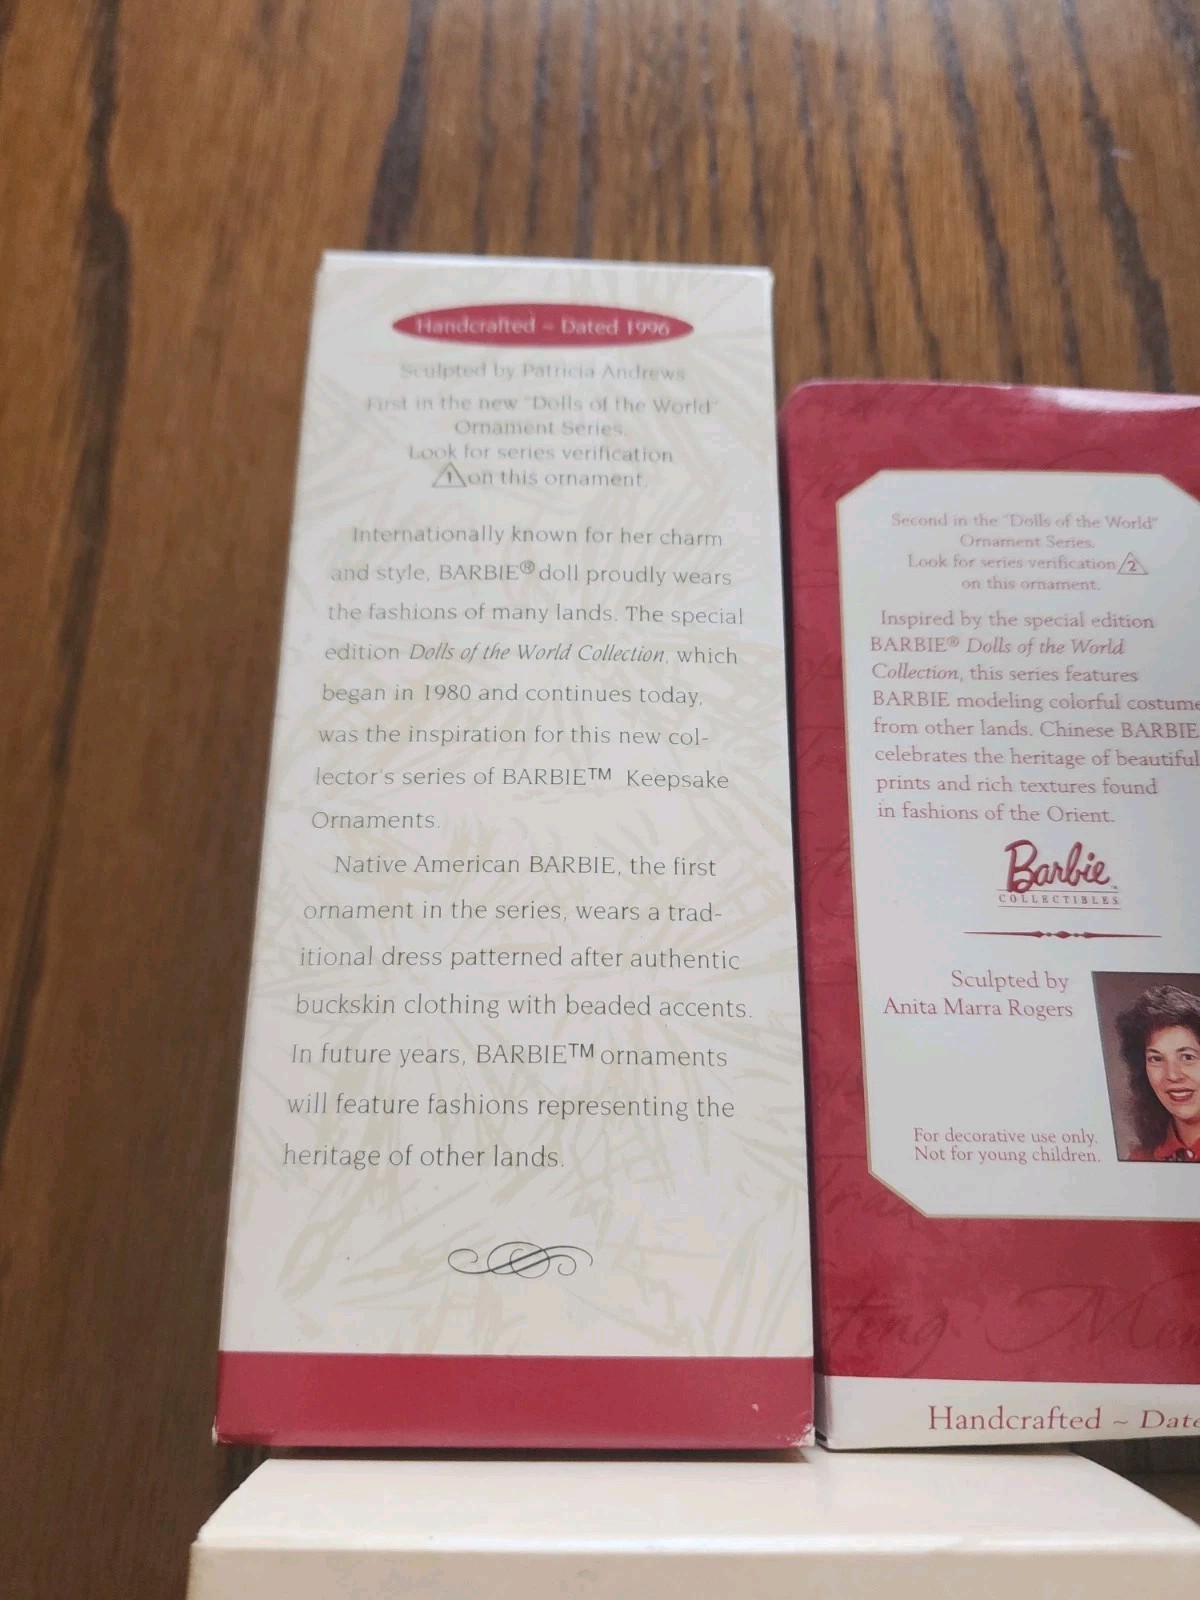 Handcrafted ~ Dated 1996
Sculpted by Patricia Andrews
First in the new "Dolls of the World"
Ornament Series.
Look for series verification
1 on this ornament.
Internationally known for her charm
and style, BARBIE® doll proudly wears
the fashions of many lands. The special
edition Dolls of the World Collection, which
began in 1980 and continues today,
was the inspiration for this new col-
lector's series of BARBIE™ Keepsake
Ornaments.
Native American BARBIE, the first
ornament in the series, wears a trad-
itional dress patterned after authentic
buckskin clothing with beaded accents.
In future years, BARBIE™ ornaments
will feature fashions representing the
heritage of other lands.
Second in the "Dolls of the World"
Ornament Series.
Look for series verification 2
on this ornament.
Inspired by the special edition
BARBIE® Dolls of the World
Collection, this series features
BARBIE modeling colorful costume
from other lands. Chinese BARBIE
celebrates the heritage of beautiful
prints and rich textures found
in fashions of the Orient.
Barbie™
COLLECTIBLES
Sculpted by
Anita Marra Rogers
For decorative use only.
Not for young children.
Handcrafted ~ Date